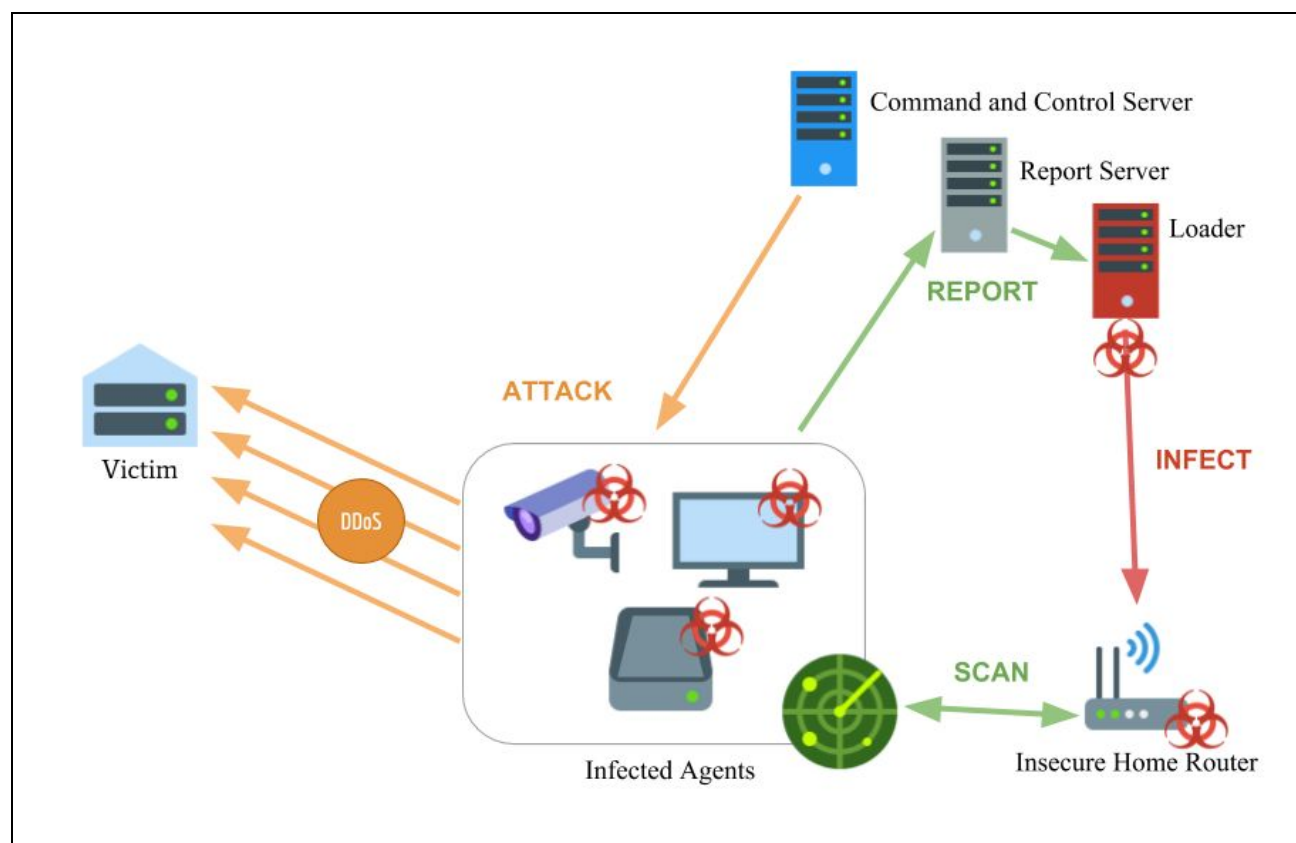 Command and Control Server
Report Server
Loader
REPORT
ATTACK
INFECT
Victim
DDoS
SCAN
Infected Agents
Insecure Home Router